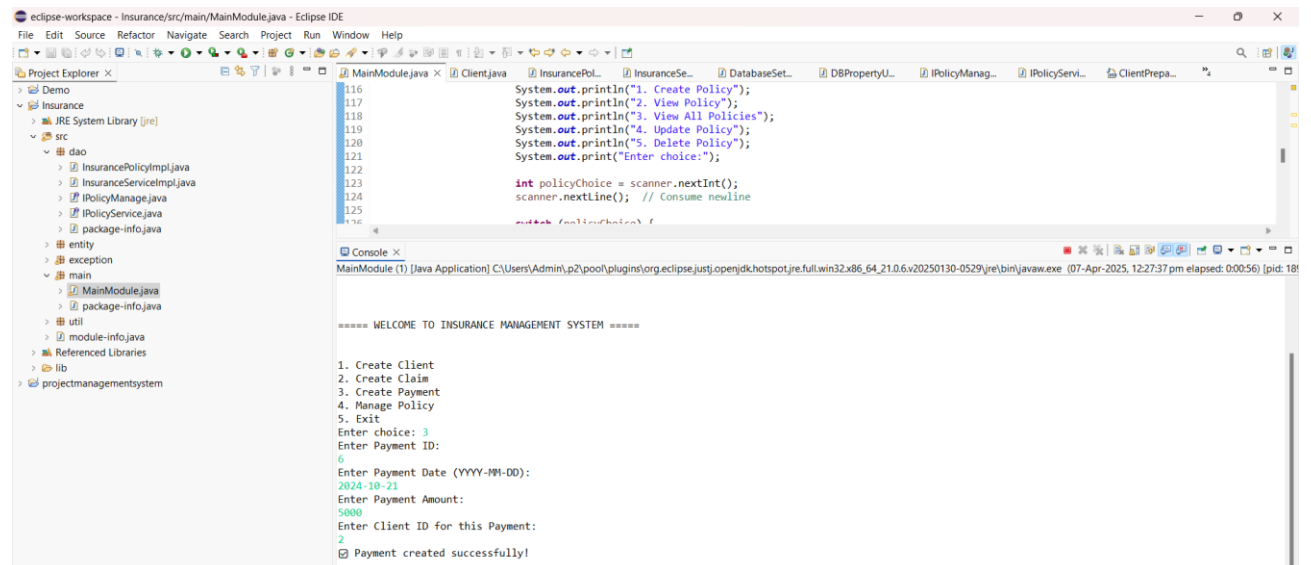 eclipse-workspace - Insurance/src/main/MainModule.java - Eclipse IDE
File Edit Source Refactor Navigate Search Project Run Window Help
Project Explorer
MainModule.java Client.java InsurancePol... InsuranceSe... DatabaseSet... DBPropertyU... IPolicyManag... IPolicyServi... ClientPrepa... »4
Demo
Insurance
JRE System Library [jre]
src
dao
InsurancePolicyImpl.java
InsuranceServiceImpl.java
IPolicyManage.java
IPolicyService.java
package-info.java
entity
exception
main
MainModule.java
package-info.java
util
module-info.java
Referenced Libraries
lib
projectmanagementsystem
116 System.out.println("1. Create Policy");
117 System.out.println("2. View Policy");
118 System.out.println("3. View All Policies");
119 System.out.println("4. Update Policy");
120 System.out.println("5. Delete Policy");
121 System.out.print("Enter choice:");
122
123 int policyChoice = scanner.nextInt();
124 scanner.nextLine(); // Consume newline
125
126 switch (policyChoice) {
Console
MainModule (1) [Java Application] C:\Users\Admin\.p2\pool\plugins\org.eclipse.justj.openjdk.hotspot.jre.full.win32.x86_64_21.0.6.v20250130-0529\jre\bin\javaw.exe (07-Apr-2025, 12:27:37 pm elapsed: 0:00:56) [pid: 189
===== WELCOME TO INSURANCE MANAGEMENT SYSTEM =====
1. Create Client
2. Create Claim
3. Create Payment
4. Manage Policy
5. Exit
Enter choice: 3
Enter Payment ID:
6
Enter Payment Date (YYYY-MM-DD):
2024-10-21
Enter Payment Amount:
5000
Enter Client ID for this Payment:
2
☑ Payment created successfully!